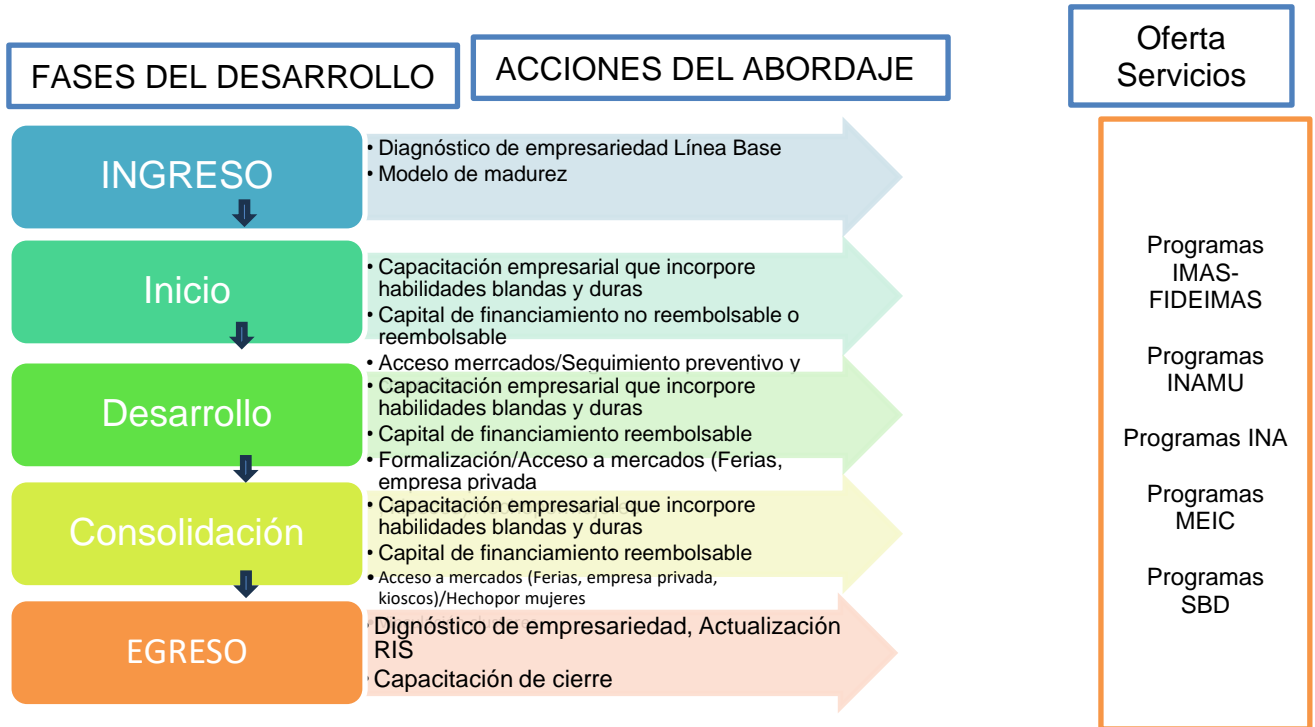 FASES DEL DESARROLLO
ACCIONES DEL ABORDAJE
Oferta
Servicios
INGRESO
• Diagnóstico de empresariedad Línea Base
• Modelo de madurez
Inicio
• Capacitación empresarial que incorpore
habilidades blandas y duras
• Capital de financiamiento no reembolsable o
reembolsable
• Acceso merrcados/Seguimiento preventivo y
Desarrollo
• Capacitación empresarial que incorpore
habilidades blandas y duras
• Capital de financiamiento reembolsable
• Formalización/Acceso a mercados (Ferias,
empresa privada
Consolidación
• Capacitación empresarial que incorpore
habilidades blandas y duras
• Capital de financiamiento reembolsable
• Acceso a mercados (Ferias, empresa privada,
kioscos)/Hechopor mujeres
EGRESO
• Dignóstico de empresariedad, Actualización
RIS
• Capacitación de cierre
Programas
IMAS-
FIDEIMAS
Programas
INAMU
Programas INA
Programas
MEIC
Programas
SBD